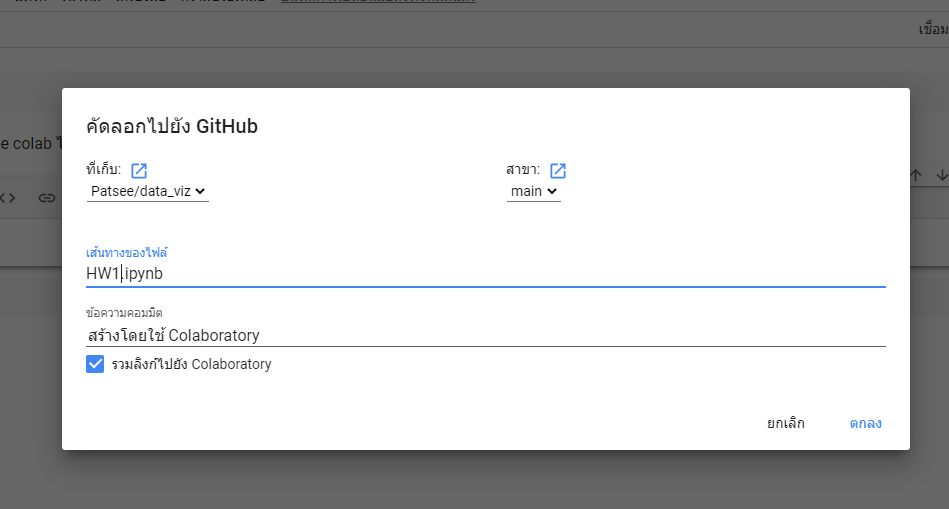 เชื่อม
คัดลอกไปยัง GitHub
ที่เก็บ:
สาขา:
Patsee/data_viz
main
e colab
เส้นทางของไฟล์
HW1.ipynb
ข้อความคอมมิต
สร้างโดยใช้ Colaboratory
รวมลิงก์ไปยัง Colaboratory
ยกเลิก
ตกลง